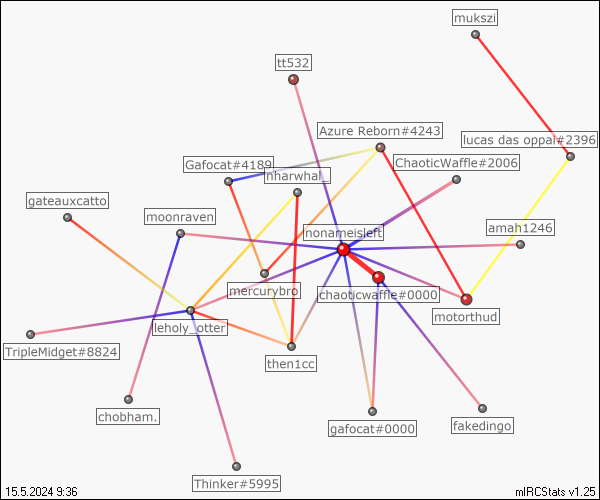 mukszi
tt532
Azure Reborn#4243
lucas das oppai#2396
Gafocat#4189
ChaoticWaffle#2006
nharwhal_
gateauxcatto
moonraven
nonameisleft
amah1246
mercurybro
chaoticwaffle#0000
motorthud
leholy_otter
TripleMidget#8824
then1cc
chobham.
gafocat#0000
fakedingo
Thinker#5995
15.5.2024 9:36
mIRCStats v1.25